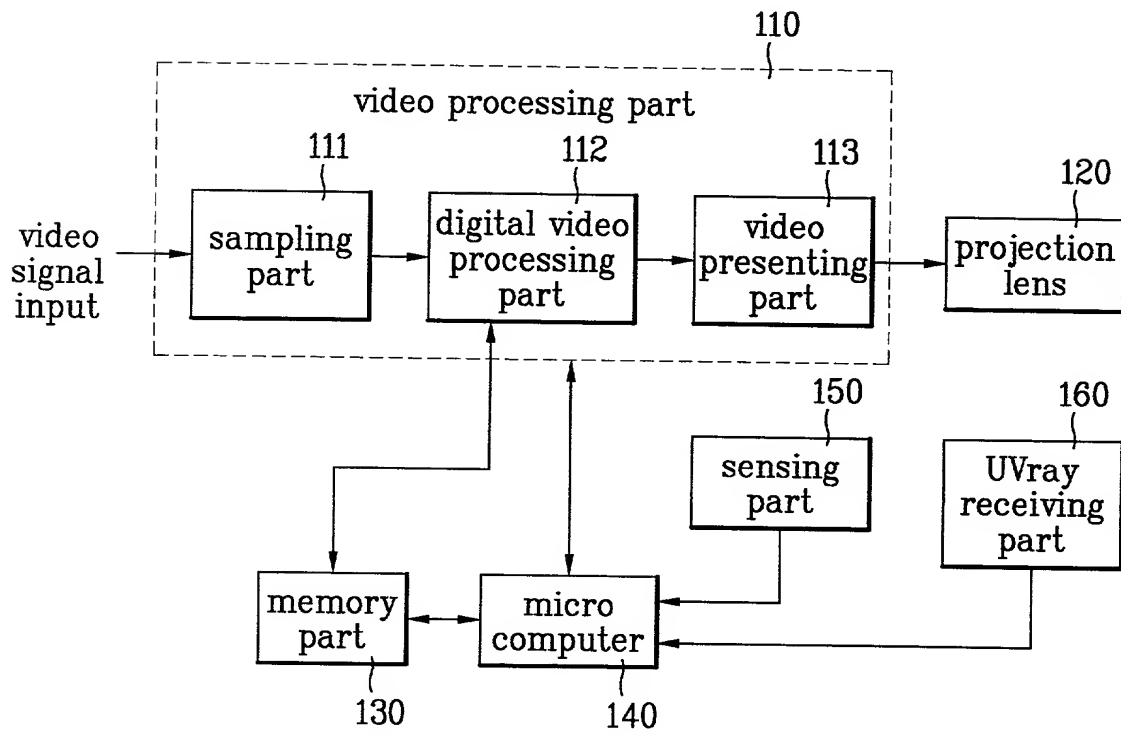 110
video processing part
111
112
113
120
video
signal
input
sampling
part
digital video
processing
part
video
presenting
part
projection
lens
150
160
sensing
part
UVray
receiving
part
memory
part
micro
computer
130
140